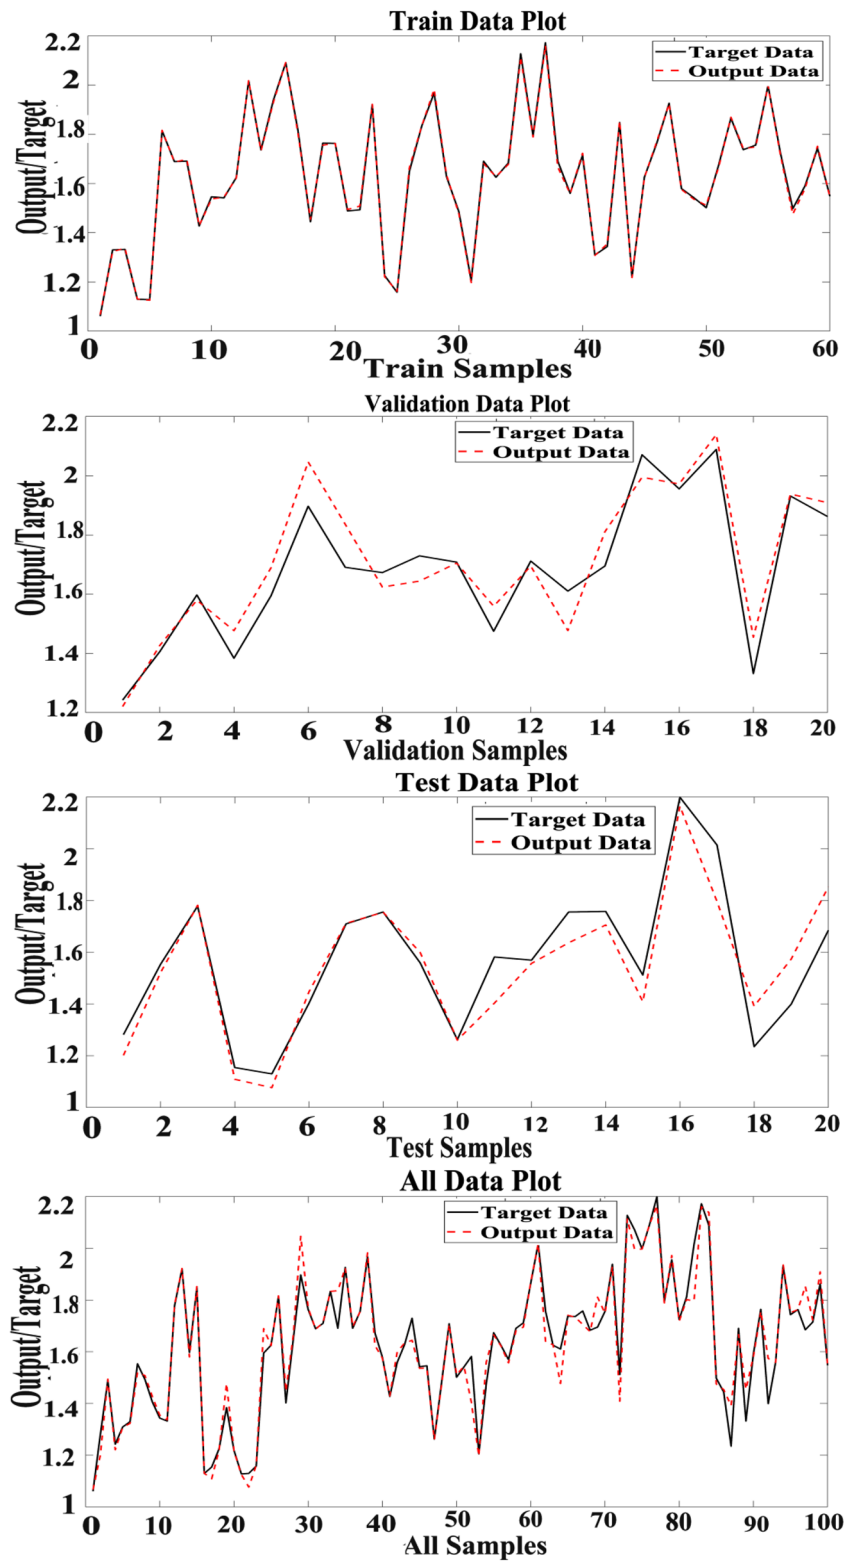 Train Data Plot
2.2
2
1.8
1.6
1.4
1.2
1
Output/Target
Target Data
Output Data
0 10 20 30 40 50 60
Train Samples
Validation Data Plot
2.2
2
1.8
1.6
1.4
1.2
Output/Target
Target Data
Output Data
0 2 4 6 8 10 12 14 16 18 20
Validation Samples
Test Data Plot
2.2
2
1.8
1.6
1.4
1.2
1
Output/Target
Target Data
Output Data
0 2 4 6 8 10 12 14 16 18 20
Test Samples
All Data Plot
2.2
2
1.8
1.6
1.4
1.2
1
Output/Target
Target Data
Output Data
0 10 20 30 40 50 60 70 80 90 100
All Samples